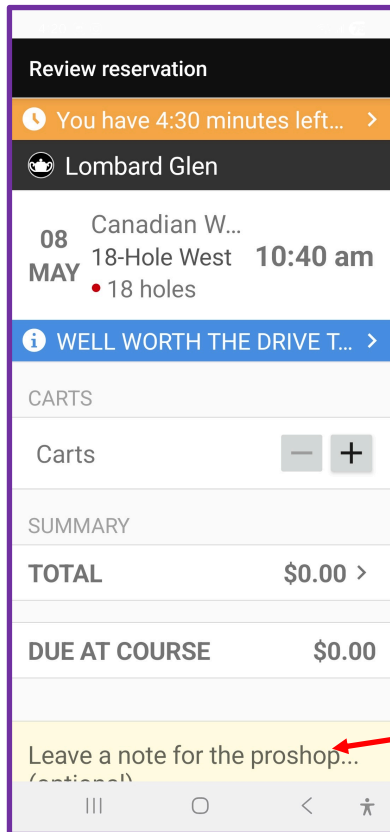 Review reservation
You have 4:30 minutes left...
Lombard Glen
08 MAY
Canadian W...
18-Hole West
• 18 holes
10:40 am
WELL WORTH THE DRIVE T...
CARTS
Carts
SUMMARY
TOTAL $0.00
DUE AT COURSE $0.00
Leave a note for the proshop...
(optional)